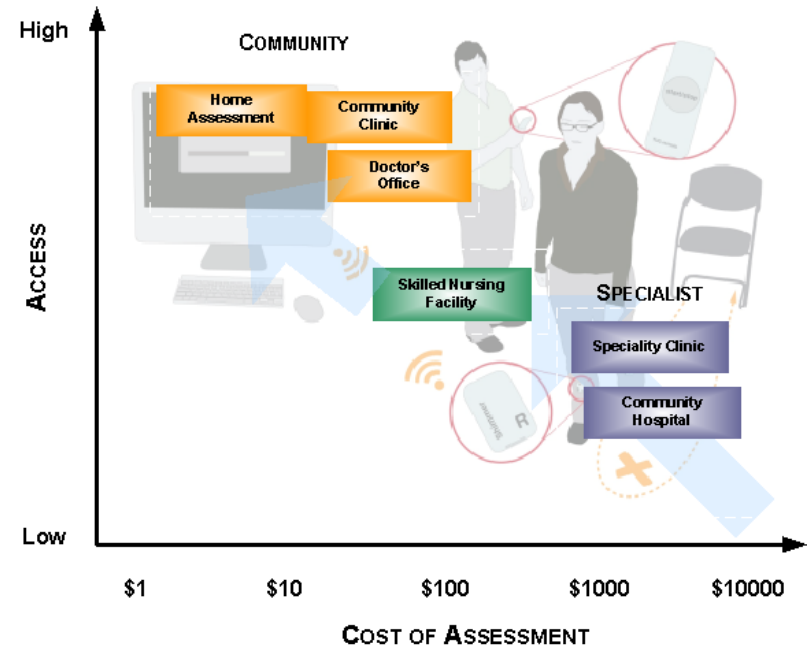 High
COMMUNITY
Home
Assessment
Community
Clinic
Doctor's
Office
ACCESS
Skilled Nursing
Facility
SPECIALIST
Speciality Clinic
Community
Hospital
Shimmer
R
Low
$1
$10
$100
$1000
$10000
COST OF ASSESSMENT